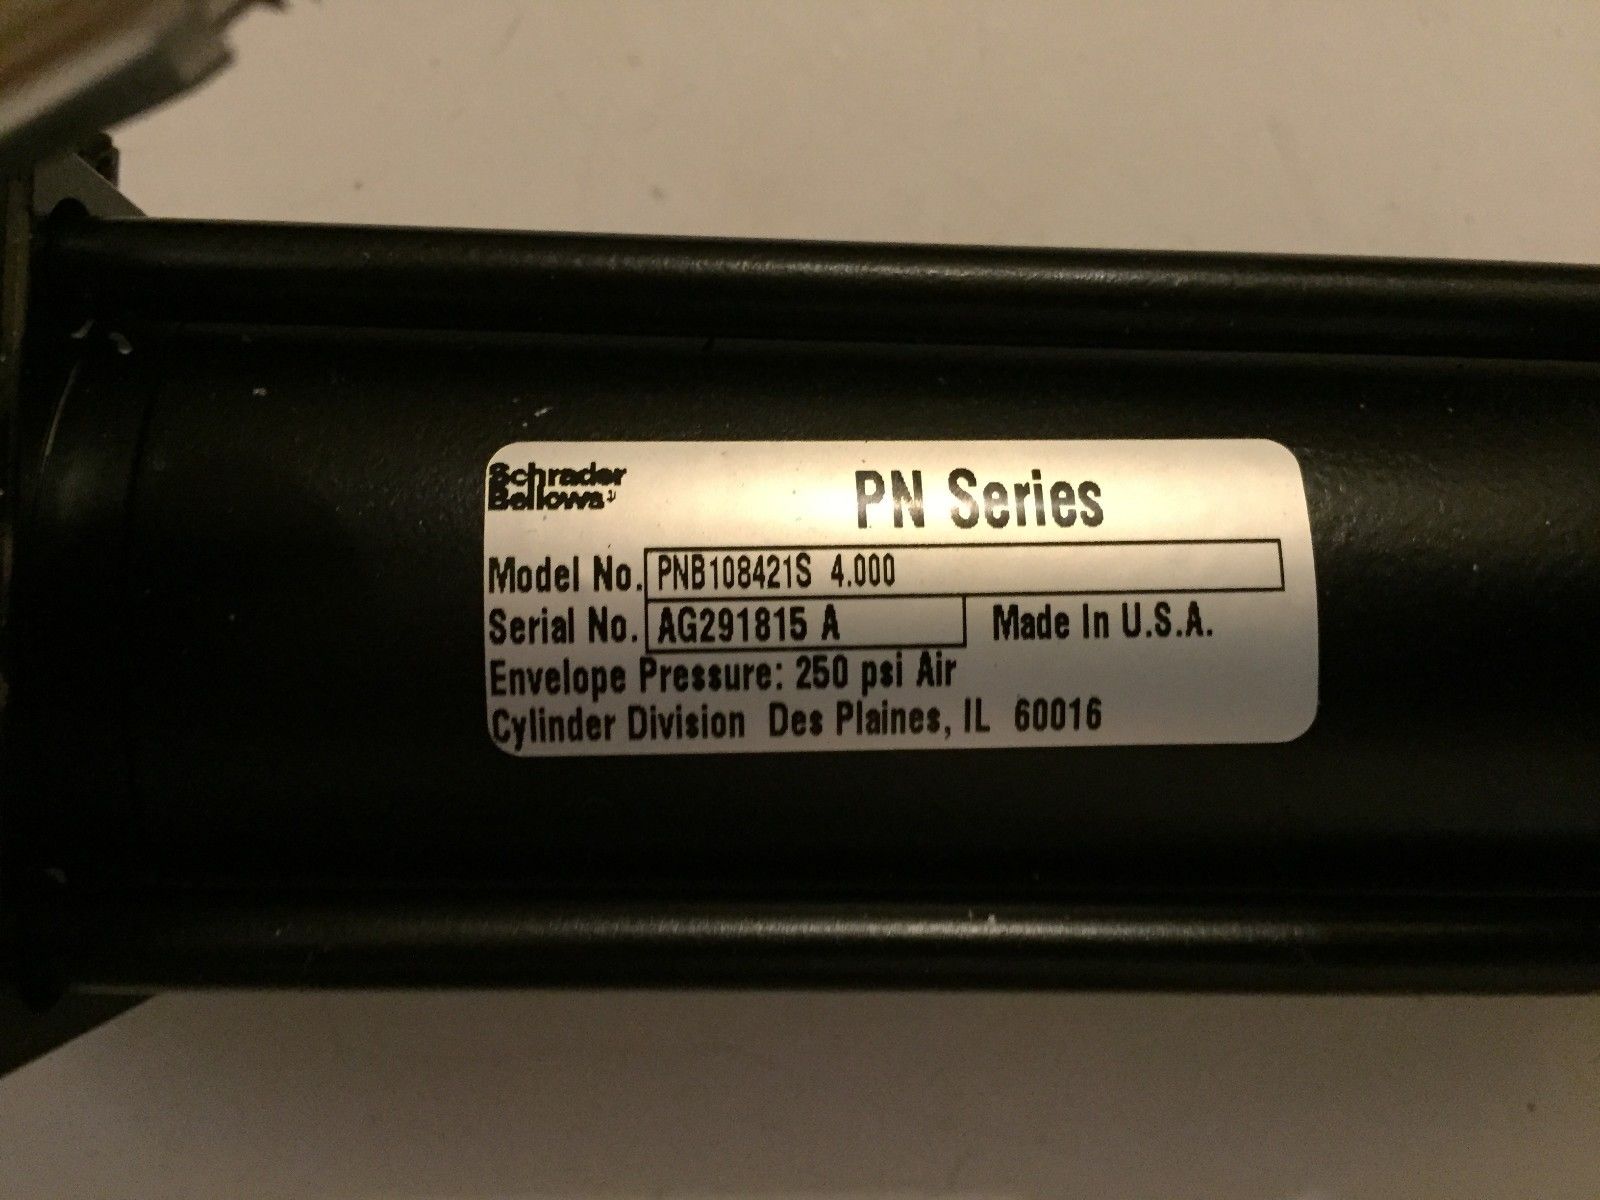 Schrader
Bellows
PN Series
Model No. PNB108421S 4.000
Serial No. AG291815 A Made In U.S.A.
Envelope Pressure: 250 psi Air
Cylinder Division Des Plaines, IL 60016